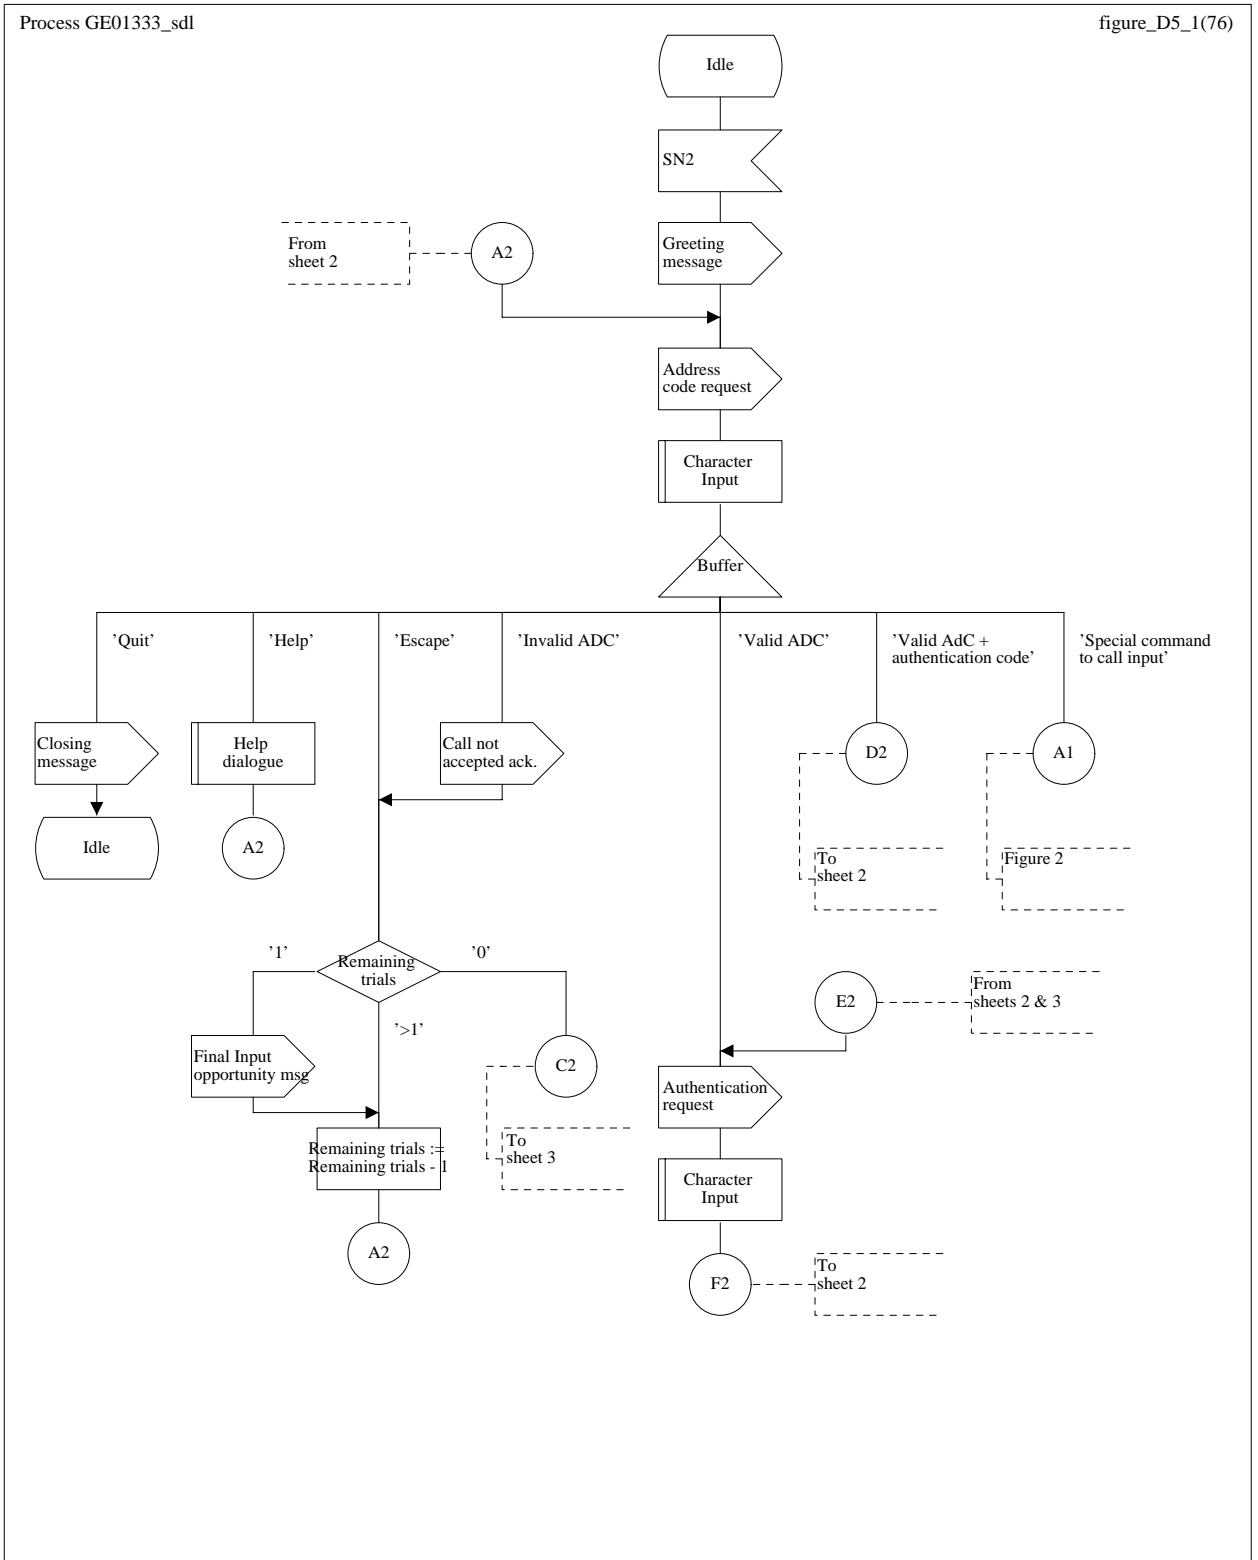 Process GE01333_sdl
figure_D5_1(76)
Idle
SN2
From
sheet 2
A2
Greeting
message
Address
code request
Character
Input
Buffer
’Quit’
’Help’
’Escape’
’Invalid ADC’
’Valid ADC’
’Valid AdC +
authentication code’
’Special command
to call input’
Closing
message
Help
dialogue
Call not
accepted ack.
D2
A1
Idle
A2
To
sheet 2
Figure 2
’1’
Remaining
trials
’0’
’>1’
E2
From
sheets 2 & 3
Final Input
opportunity msg
C2
Authentication
request
Remaining trials :=
Remaining trials - 1
To
sheet 3
Character
Input
A2
F2
To
sheet 2